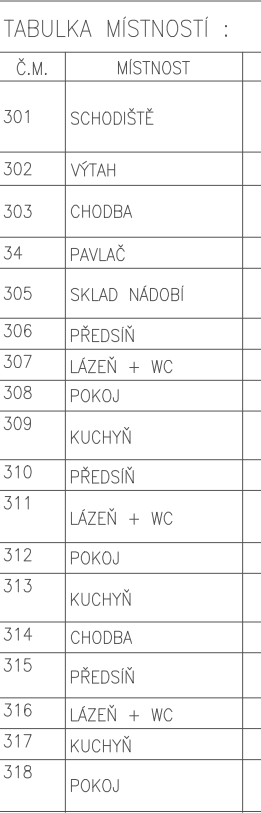 TABULKA MÍSTNOSTÍ :
Č.M. MÍSTNOST
301 SCHODIŠTĚ
302 VÝTAH
303 CHODBA
34 PAVLAČ
305 SKLAD NÁDOBÍ
306 PŘEDSÍŇ
307 LÁZEŇ + WC
308 POKOJ
309 KUCHYŇ
310 PŘEDSÍŇ
311 LÁZEŇ + WC
312 POKOJ
313 KUCHYŇ
314 CHODBA
315 PŘEDSÍŇ
316 LÁZEŇ + WC
317 KUCHYŇ
318 POKOJ